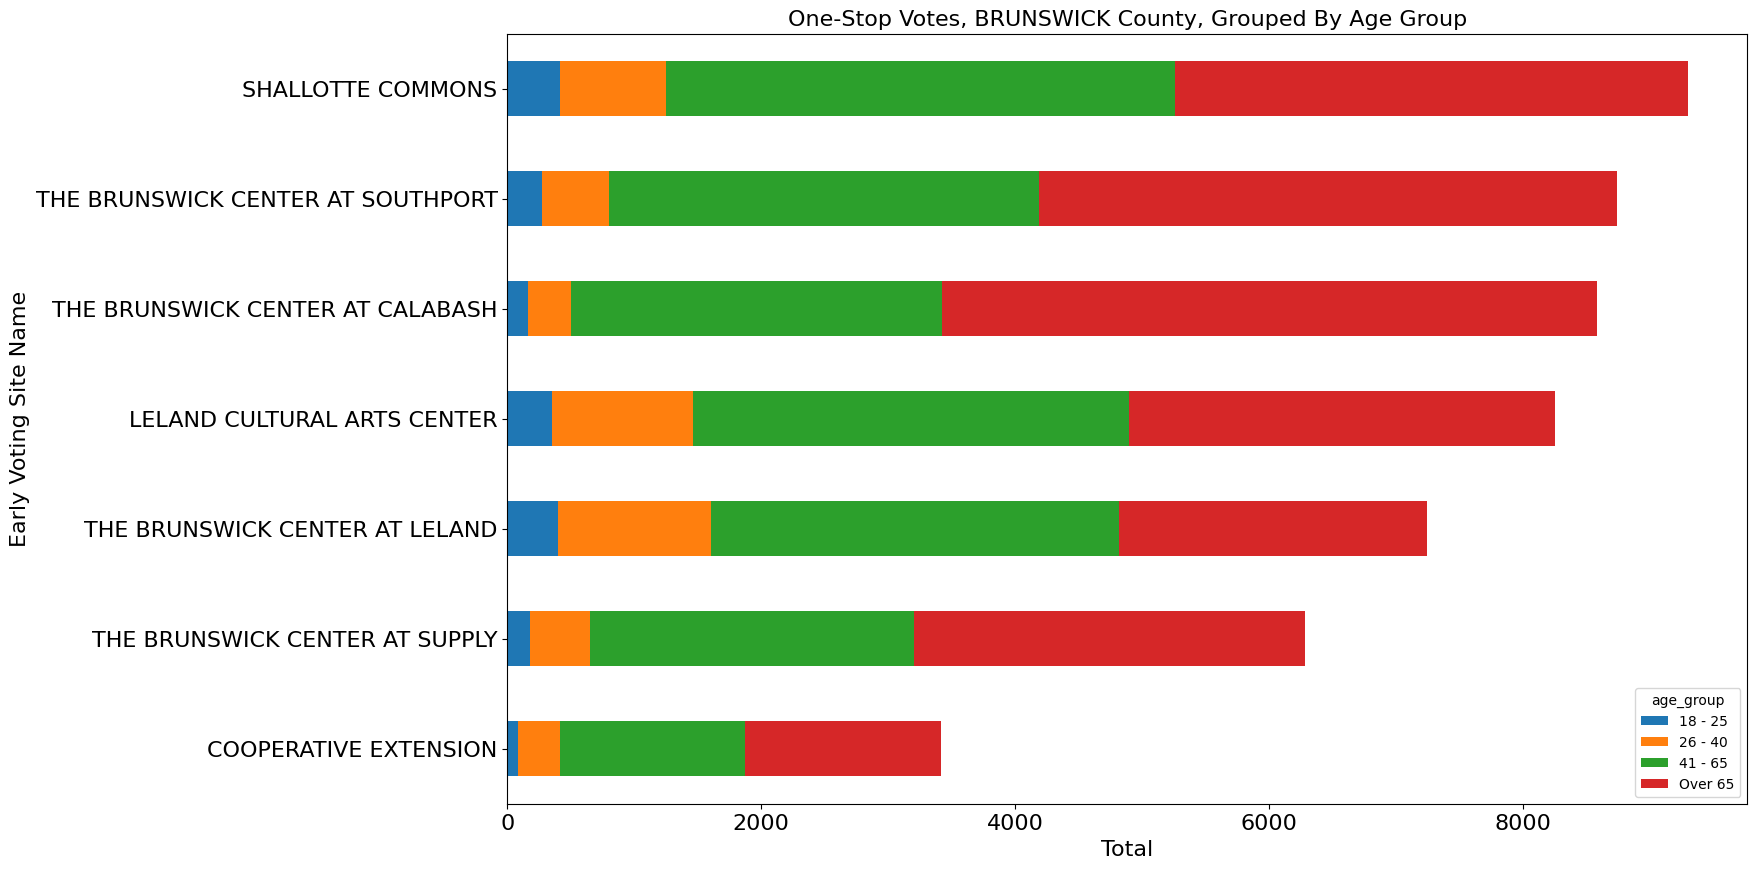 One-Stop Votes, BRUNSWICK County, Grouped By Age Group
Early Voting Site Name
SHALLOTTE COMMONS
THE BRUNSWICK CENTER AT SOUTHPORT
THE BRUNSWICK CENTER AT CALABASH
LELAND CULTURAL ARTS CENTER
THE BRUNSWICK CENTER AT LELAND
THE BRUNSWICK CENTER AT SUPPLY
COOPERATIVE EXTENSION
age_group
18 - 25
26 - 40
41 - 65
Over 65
0 2000 4000 6000 8000
Total